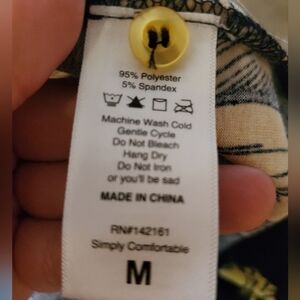 95% Polyester
5% Spandex
Machine Wash Cold
Gentle Cycle
Do Not Bleach
Hang Dry
Do Not Iron
or you'll be sad
MADE IN CHINA
RN#142161
Simply Comfortable
M